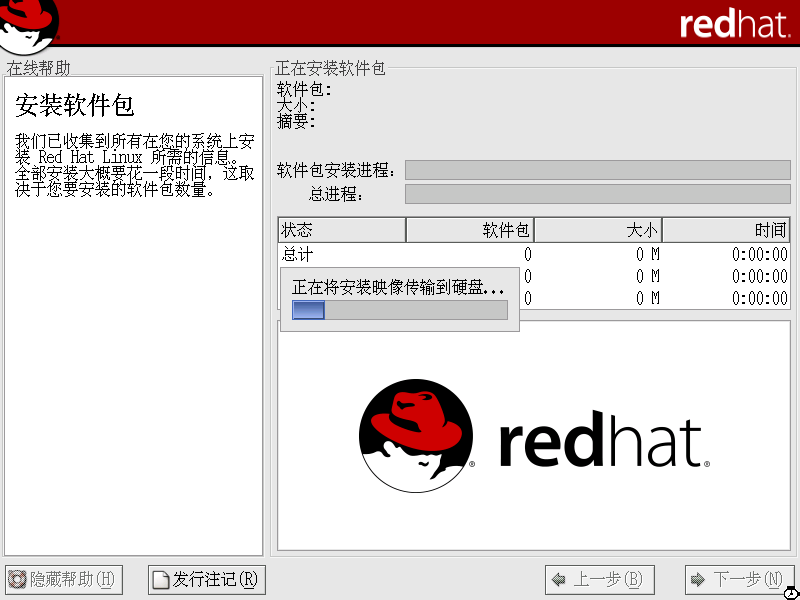 redhat.
在线帮助
安装软件包
我们已收集到所有在您的系统上安
装 Red Hat Linux 所需的信息。
全部安装大概要花一段时间，这取
决于您要安装的软件包数量。
正在安装软件包
软件包:
大小:
摘要:
软件包安装进程:
总进程:
状态 软件包 大小 时间
总计 0 0 M 0:00:00
0 0 M 0:00:00
0 0 M 0:00:00
正在将安装映像传输到硬盘...
redhat.
隐藏帮助(H) 发行注记(R) 上一步(B) 下一步(N)